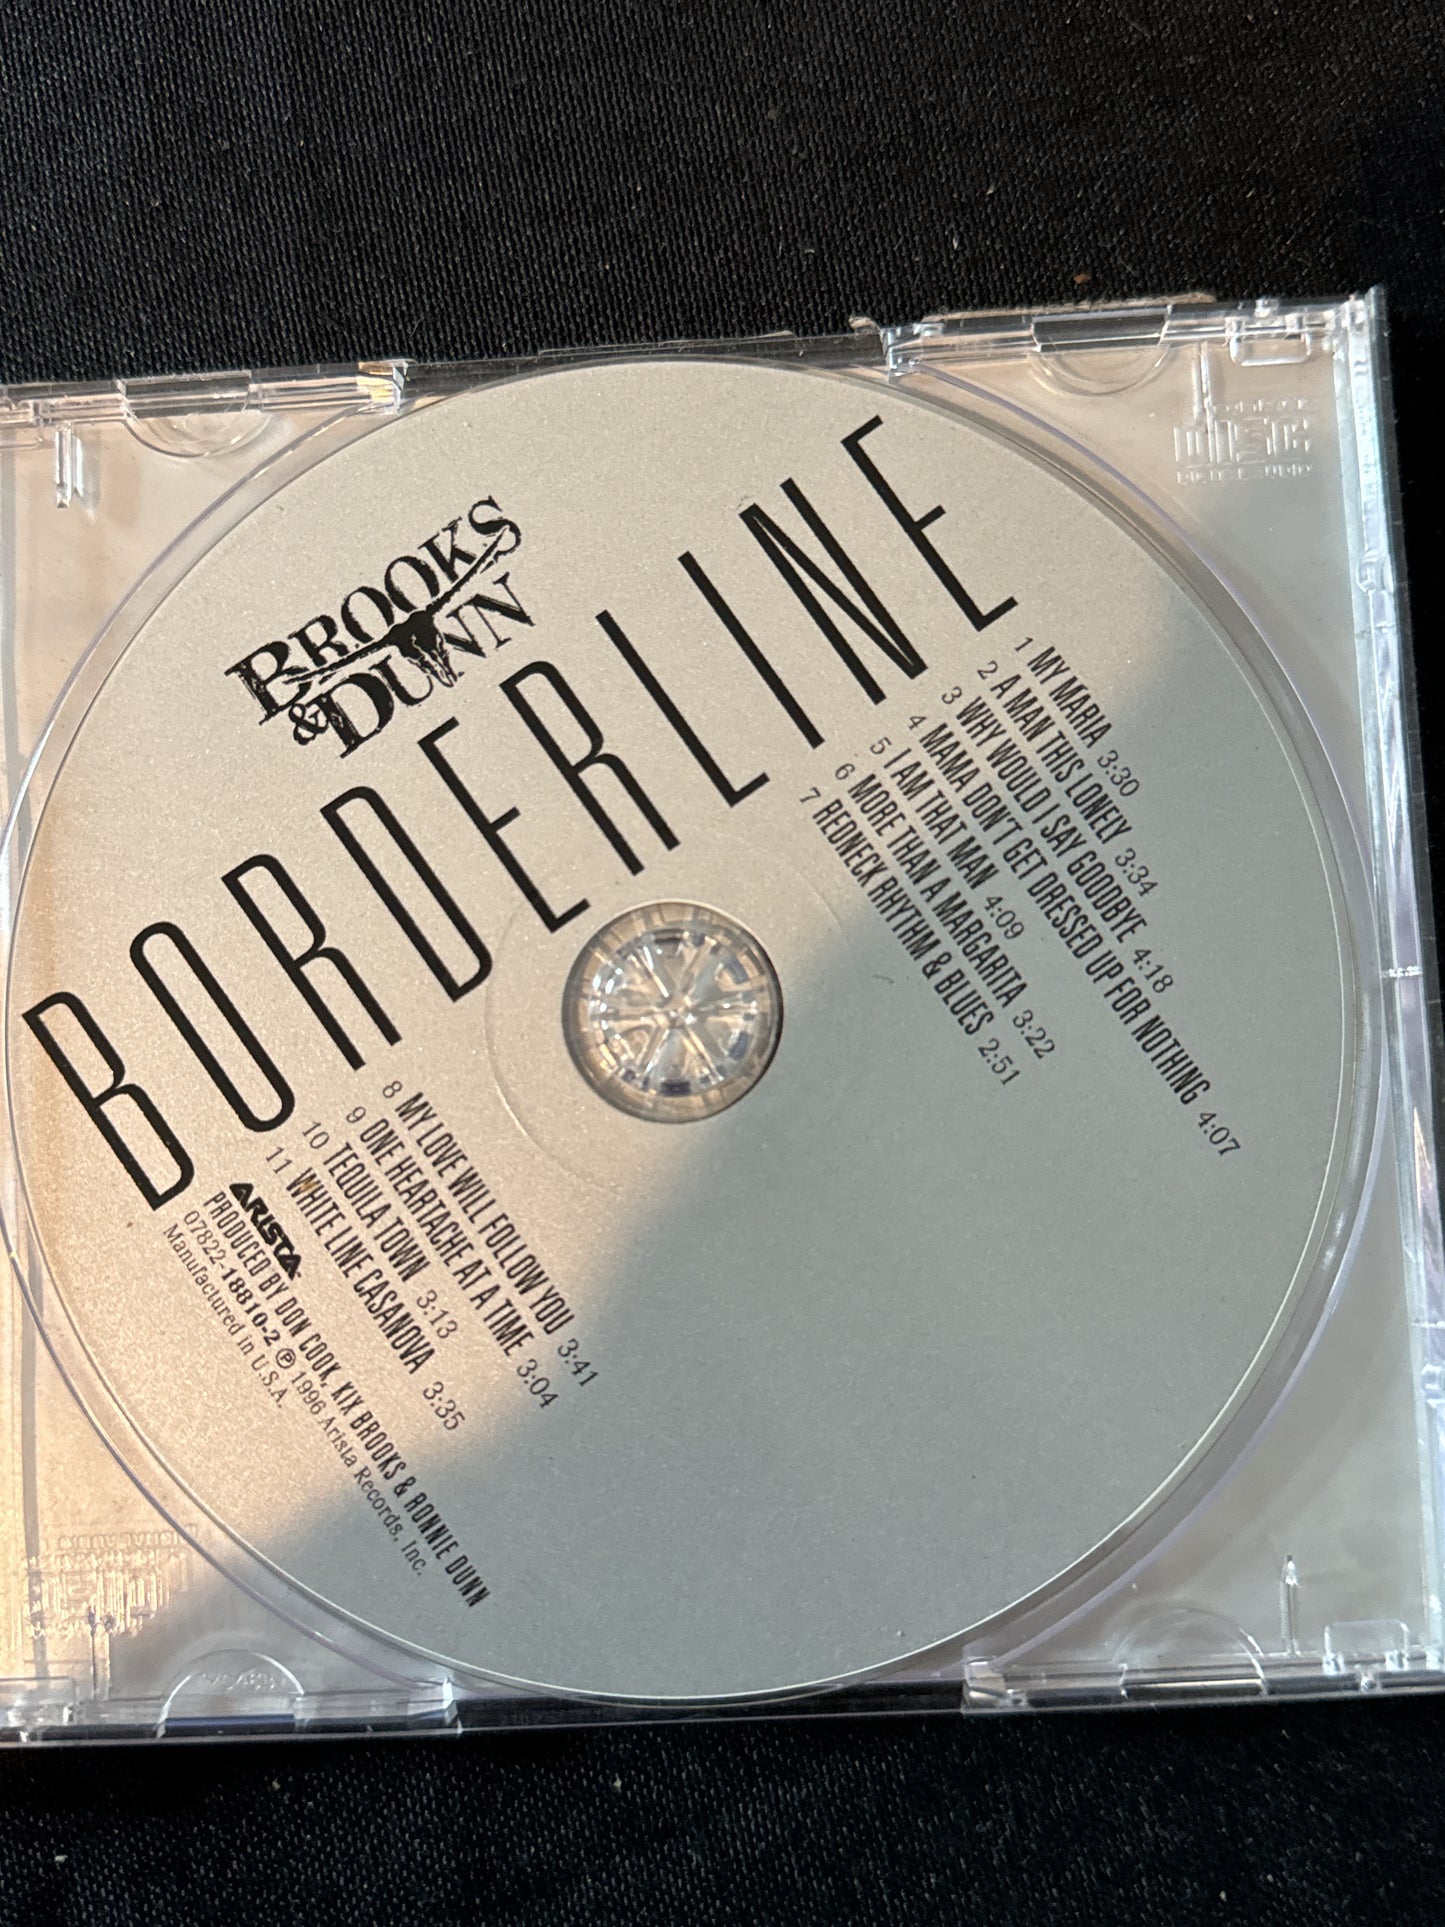 BROOKS
& DUNN
BORDERLINE
1 MY MARIA 3:30
2 A MAN THIS LONELY 3:34
3 WHY WOULD I SAY GOODBYE 4:18
4 MAMA DON'T GET DRESSED UP FOR NOTHING 4:07
5 I AM THAT MAN 4:09
6 MORE THAN A MARGARITA 3:22
7 REDNECK RHYTHM & BLUES 2:51
8 MY LOVE WILL FOLLOW YOU 3:41
9 ONE HEARTACHE AT A TIME 3:04
10 TEQUILA TOWN 3:13
11 WHITE LINE CASANOVA 3:35
ARISTA
PRODUCED BY DON COOK, KIX BROOKS & RONNIE DUNN
07822-18810-2 ℗ 1996 Arista Records, Inc.
Manufactured in U.S.A.